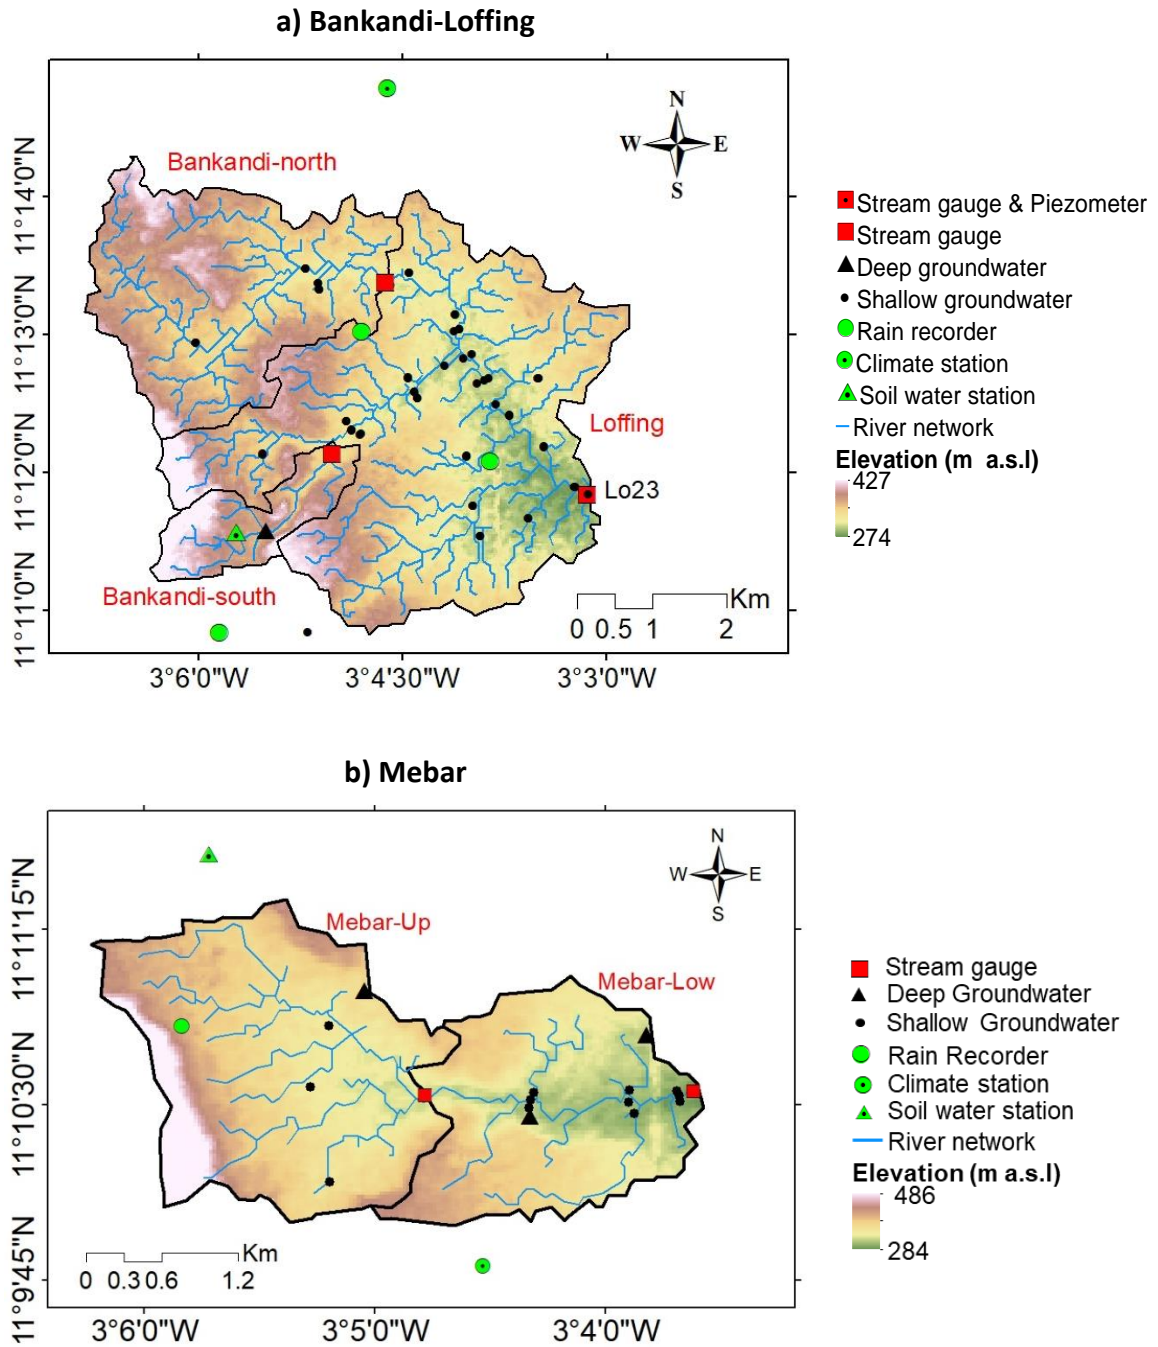 a) Bankandi-Loffing
N
W E
S
Bankandi-north
Loffing
Lo23
Bankandi-south
Km
0 0.5 1 2
11°14'0"N
11°13'0"N
11°12'0"N
11°11'0"N
3°6'0"W 3°4'30"W 3°3'0"W
Stream gauge & Piezometer
Stream gauge
Deep groundwater
Shallow groundwater
Rain recorder
Climate station
Soil water station
River network
Elevation (m a.s.l)
427
274
b) Mebar
N
W E
S
Mebar-Up
Mebar-Low
Km
0 0.3 0.6 1.2
11°11'15"N
11°10'30"N
11°9'45"N
3°6'0"W 3°5'0"W 3°4'0"W
Stream gauge
Deep Groundwater
Shallow Groundwater
Rain Recorder
Climate station
Soil water station
River network
Elevation (m a.s.l)
486
284